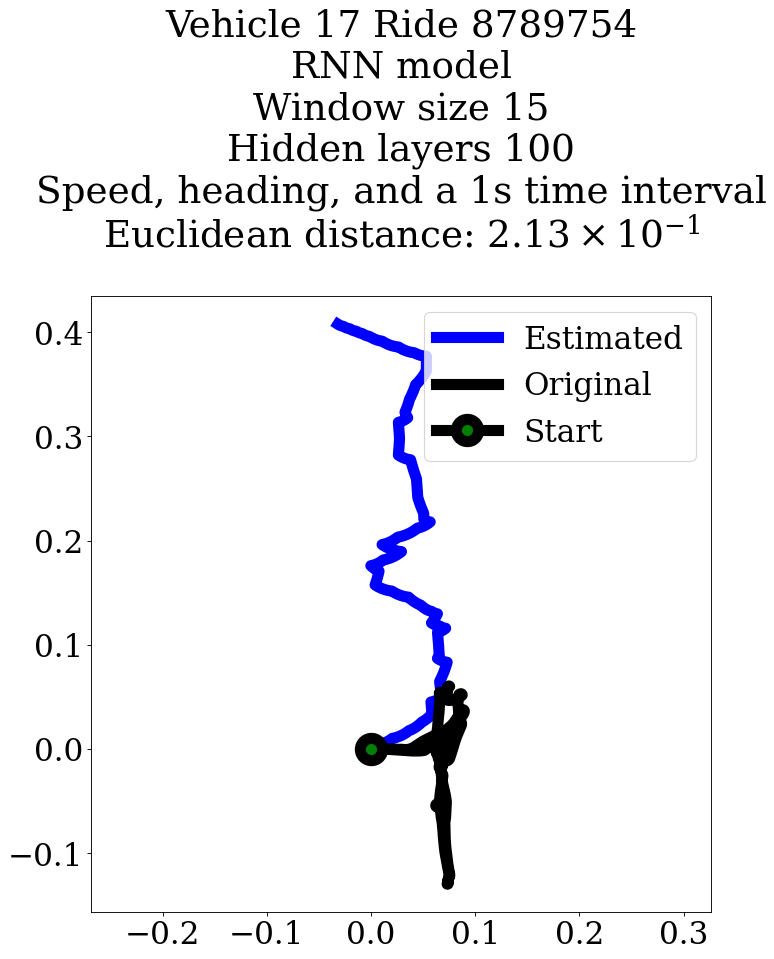 Vehicle 17 Ride 8789754
RNN model
Window size 15
Hidden layers 100
Speed, heading, and a 1s time interval
Euclidean distance: 2.13 × 10⁻¹
Estimated
Original
Start
0.4
0.3
0.2
0.1
0.0
−0.1
−0.2 −0.1 0.0 0.1 0.2 0.3